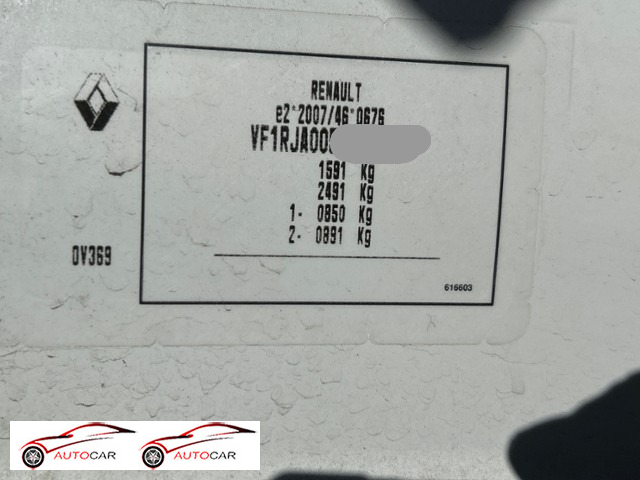 RENAULT
e2*2007/46*0676
VF1RJA00
1591 Kg
2491 Kg
1- 0850 Kg
2- 0891 Kg
0V369
616603
AUTOCAR
AUTOCAR